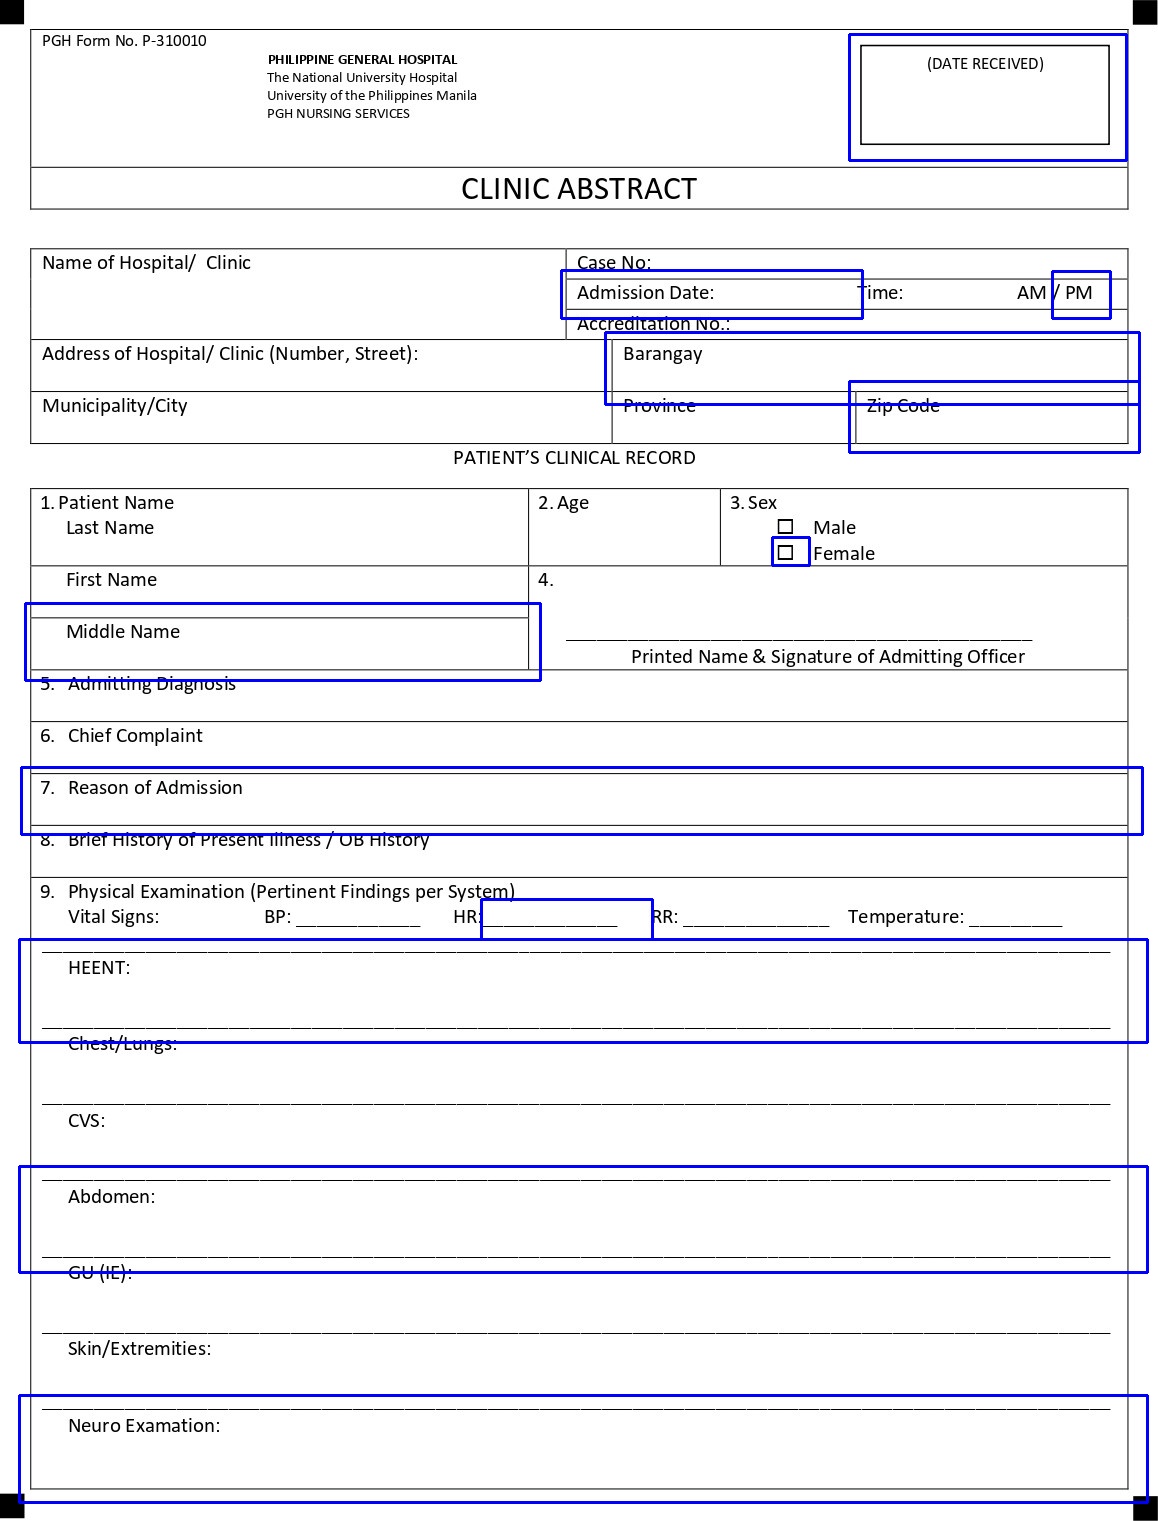 PGH Form No. P-310010
PHILIPPINE GENERAL HOSPITAL
The National University Hospital
University of the Philippines Manila
PGH NURSING SERVICES
(DATE RECEIVED)
CLINIC ABSTRACT
Name of Hospital/ Clinic
Case No:
Admission Date: Time: AM / PM
Accreditation No.:
Address of Hospital/ Clinic (Number, Street): Barangay
Municipality/City Province Zip Code
PATIENT’S CLINICAL RECORD
1. Patient Name 2. Age 3. Sex
Last Name ☐ Male
☐ Female
First Name 4.
Middle Name ____________________
Printed Name & Signature of Admitting Officer
5. Admitting Diagnosis
6. Chief Complaint
7. Reason of Admission
8. Brief History of Present Illness / OB History
9. Physical Examination (Pertinent Findings per System)
Vital Signs: BP: ____________ HR:_____________ RR: ______________ Temperature: _________
HEENT:
Chest/Lungs:
CVS:
Abdomen:
GU (IE):
Skin/Extremities:
Neuro Examation: